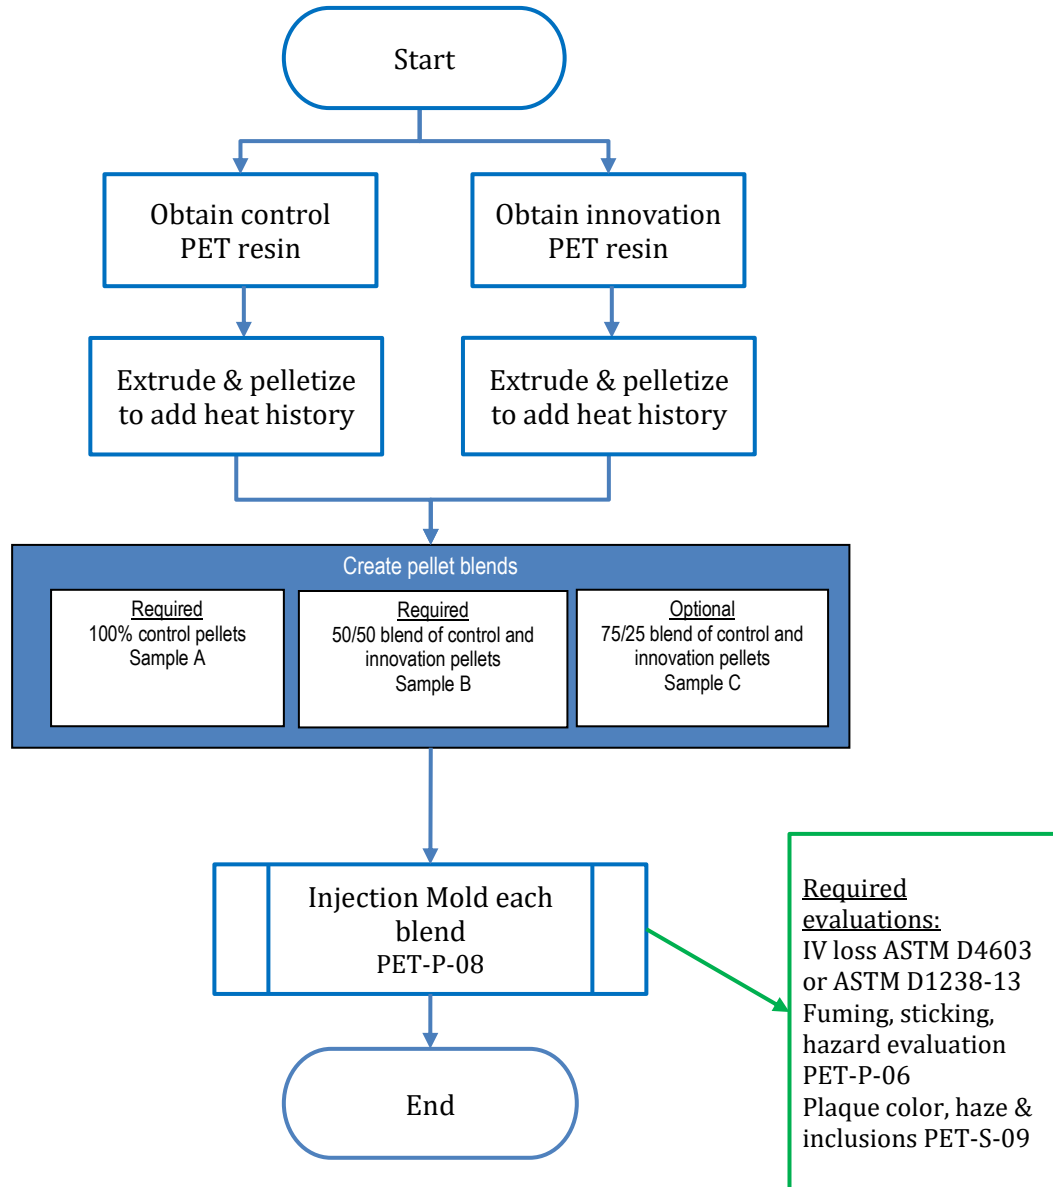 Start
Obtain control
PET resin
Obtain innovation
PET resin
Extrude & pelletize
to add heat history
Extrude & pelletize
to add heat history
Create pellet blends
Required
100% control pellets
Sample A
Required
50/50 blend of control and
innovation pellets
Sample B
Optional
75/25 blend of control and
innovation pellets
Sample C
Injection Mold each
blend
PET-P-08
Required
evaluations:
IV loss ASTM D4603
or ASTM D1238-13
Fuming, sticking,
hazard evaluation
PET-P-06
Plaque color, haze &
inclusions PET-S-09
End